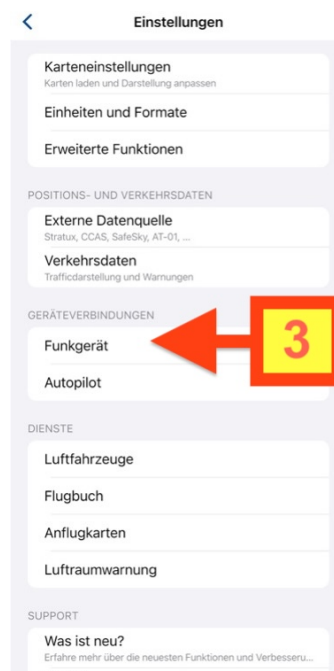 Einstellungen
Karteneinstellungen
Karten laden und Darstellung anpassen
Einheiten und Formate
Erweiterte Funktionen
POSITIONS- UND VERKEHRSDATEN
Externe Datenquelle
Stratux, CCAS, SafeSky, AT-01, ...
Verkehrsdaten
Trafficdarstellung und Warnungen
GERÄTEVERBINDUNGEN
Funkgerät
3
Autopilot
DIENSTE
Luftfahrzeuge
Flugbuch
Anflugkarten
Luftraumwarnung
SUPPORT
Was ist neu?
Erfahre mehr über die neuesten Funktionen und Verbesseru...